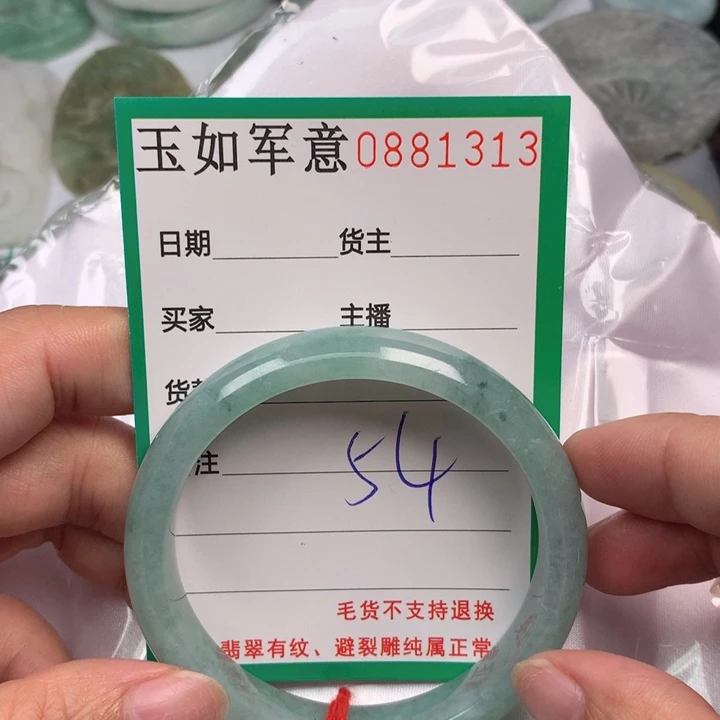 玉如军意0881313
日期 货主
买家 主播
货
注 54
毛货不支持退换
翡翠有纹、避裂雕纯属正常